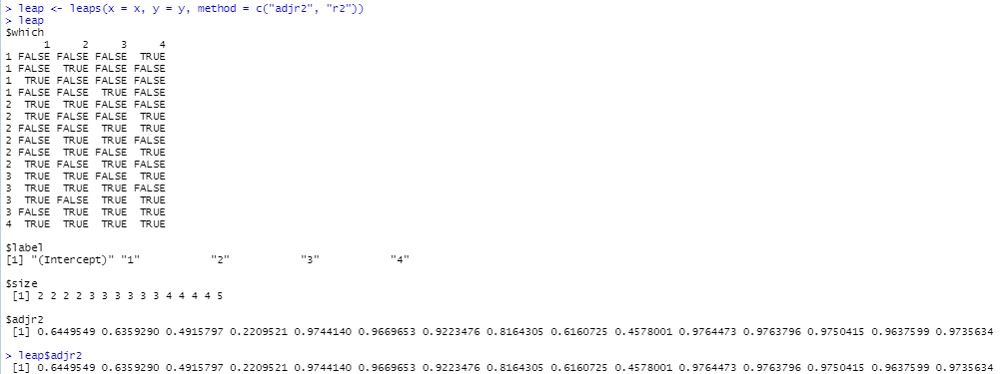 > leap <- leaps(x = x, y = y, method = c("adjr2", "r2"))
> leap
$which
      1     2     3     4
1 FALSE FALSE FALSE  TRUE
1 FALSE  TRUE FALSE FALSE
1  TRUE FALSE FALSE FALSE
1 FALSE FALSE  TRUE FALSE
2  TRUE  TRUE FALSE FALSE
2  TRUE FALSE FALSE  TRUE
2 FALSE FALSE  TRUE  TRUE
2 FALSE  TRUE  TRUE FALSE
2 FALSE  TRUE FALSE  TRUE
2  TRUE FALSE  TRUE FALSE
3  TRUE  TRUE FALSE  TRUE
3  TRUE  TRUE  TRUE FALSE
3  TRUE FALSE  TRUE  TRUE
3 FALSE  TRUE  TRUE  TRUE
4  TRUE  TRUE  TRUE  TRUE
$label
[1] "(Intercept)" "1"           "2"           "3"           "4"
$size
 [1] 2 2 2 2 3 3 3 3 3 3 4 4 4 4 5
$adjr2
 [1] 0.6449549 0.6359290 0.4915797 0.2209521 0.9744140 0.9669653 0.9223476 0.8164305 0.6160725 0.4578001 0.9764473 0.9763796 0.9750415 0.9637599 0.9735634
> leap$adjr2
 [1] 0.6449549 0.6359290 0.4915797 0.2209521 0.9744140 0.9669653 0.9223476 0.8164305 0.6160725 0.4578001 0.9764473 0.9763796 0.9750415 0.9637599 0.9735634